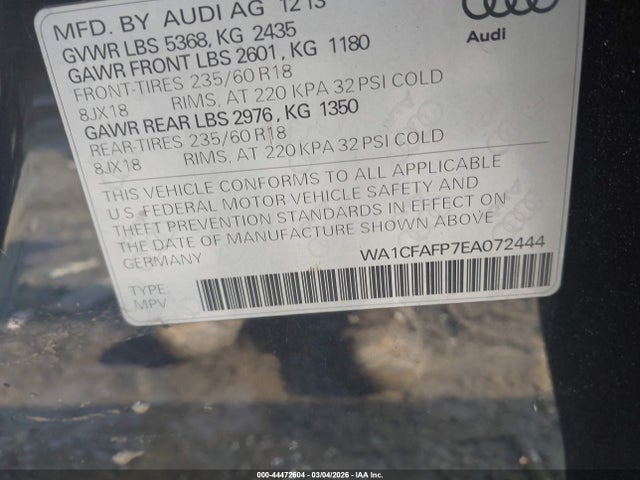 MFD. BY AUDI AG 12 13
GVWR LBS 5368, KG 2435
GAWR FRONT LBS 2601, KG 1180
FRONT-TIRES 235/60 R18
8JX18 RIMS, AT 220 KPA 32 PSI COLD
GAWR REAR LBS 2976, KG 1350
REAR-TIRES 235/60 R18
8JX18 RIMS, AT 220 KPA 32 PSI COLD
Audi
THIS VEHICLE CONFORMS TO ALL APPLICABLE
U.S. FEDERAL MOTOR VEHICLE SAFETY AND
THEFT PREVENTION STANDARDS IN EFFECT ON
THE DATE OF MANUFACTURE SHOWN ABOVE
GERMANY WA1CFAFP7EA072444
TYPE:
MPV
000-44472604 - 03/04/2026 - IAA Inc.